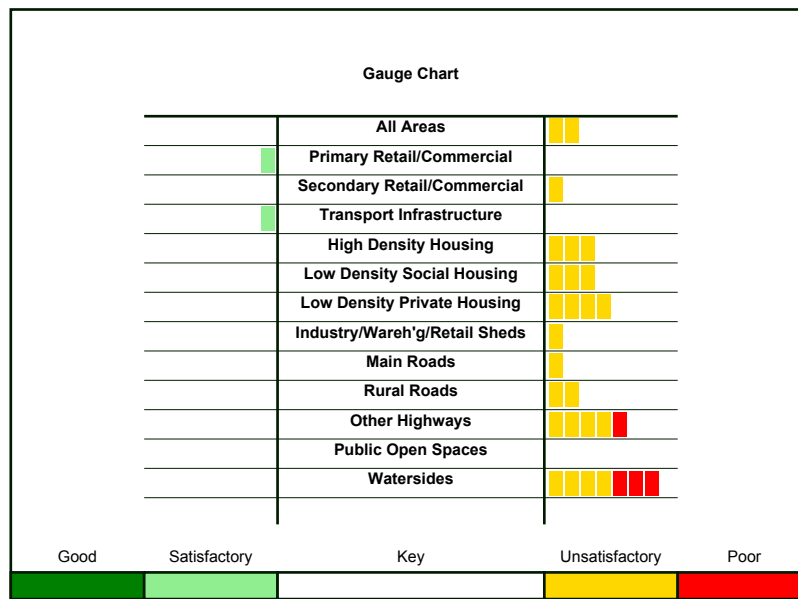 Gauge Chart
All Areas
Primary Retail/Commercial
Secondary Retail/Commercial
Transport Infrastructure
High Density Housing
Low Density Social Housing
Low Density Private Housing
Industry/Wareh'g/Retail Sheds
Main Roads
Rural Roads
Other Highways
Public Open Spaces
Watersides
Good Satisfactory Key Unsatisfactory Poor